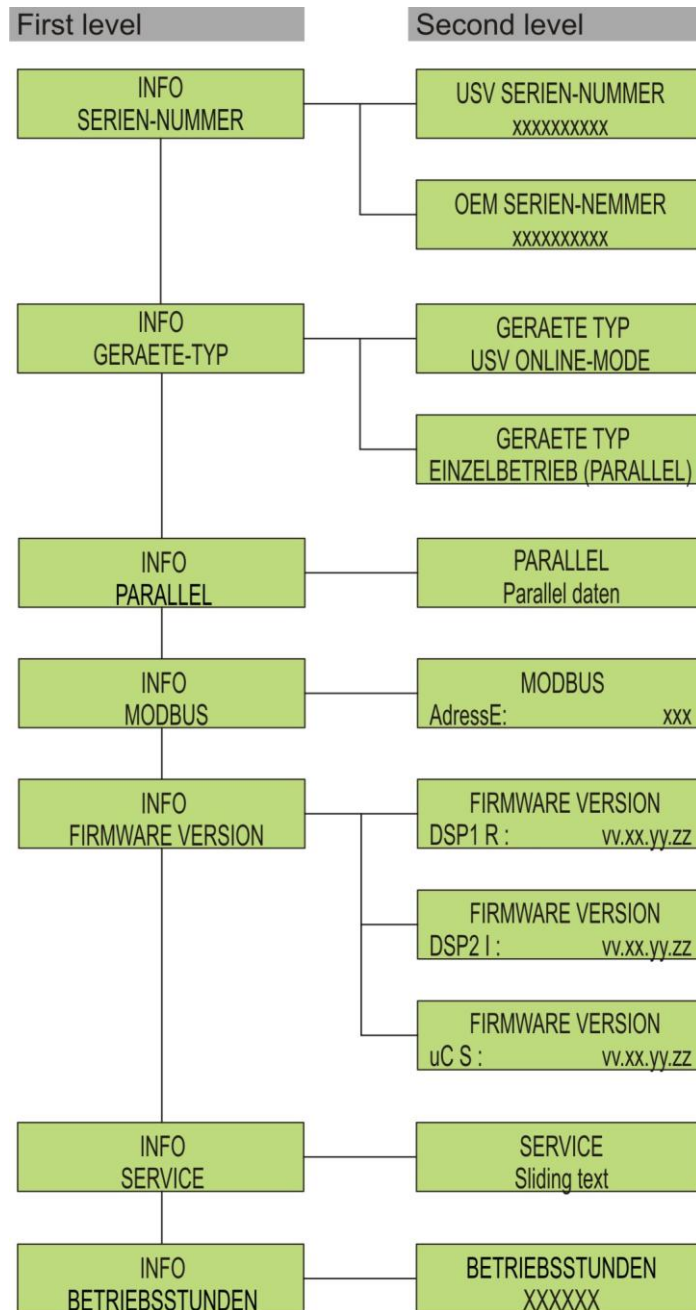 First level
Second level
INFO
SERIEN-NUMMER
USV SERIEN-NUMMER
xxxxxxxxxx
OEM SERIEN-NEMMER
xxxxxxxxxx
INFO
GERAETE-TYP
GERAETE TYP
USV ONLINE-MODE
GERAETE TYP
EINZELBETRIEB (PARALLEL)
INFO
PARALLEL
PARALLEL
Parallel daten
INFO
MODBUS
MODBUS
AdressE: xxx
INFO
FIRMWARE VERSION
FIRMWARE VERSION
DSP1 R : vv.xx.yy.zz
FIRMWARE VERSION
DSP2 I : vv.xx.yy.zz
FIRMWARE VERSION
uC S : vv.xx.yy.zz
INFO
SERVICE
SERVICE
Sliding text
INFO
BETRIEBSSTUNDEN
BETRIEBSSTUNDEN
XXXXXX